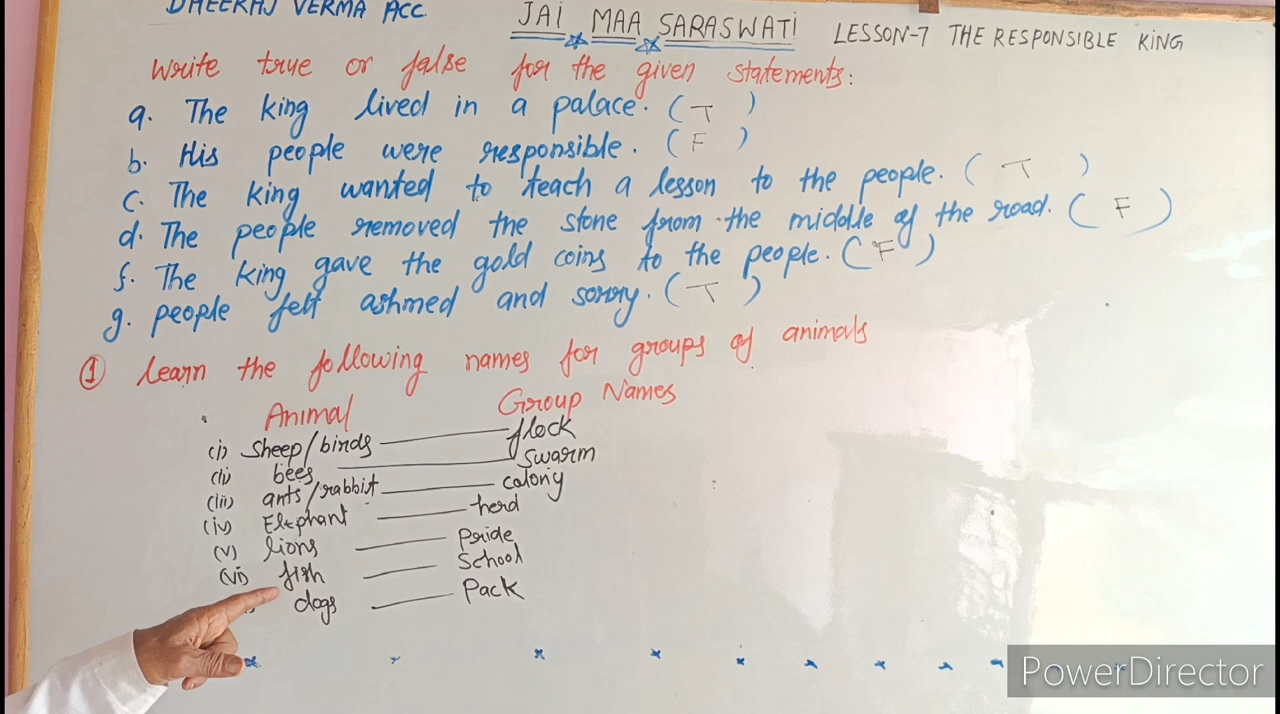 DHEERAJ VERMA ACC
JAI MAA SARASWATI
LESSON-7 THE RESPONSIBLE KING
Write true or false for the given statements:
a. The king lived in a palace. ( T )
b. His people were responsible. ( F )
c. The king wanted to teach a lesson to the people. ( T )
d. The people removed the stone from the middle of the road. ( F )
f. The king gave the gold coins to the people. ( F )
g. people felt ashmed and sorry. ( T )
① learn the following names for groups of animals
Animal Group Names
(i) Sheep/birds — flock
(ii) bees — swarm
(iii) ants/rabbit — colony
(iv) Elephant — herd
(v) lions — Pride
(vi) fish — School
dogs — Pack
PowerDirector